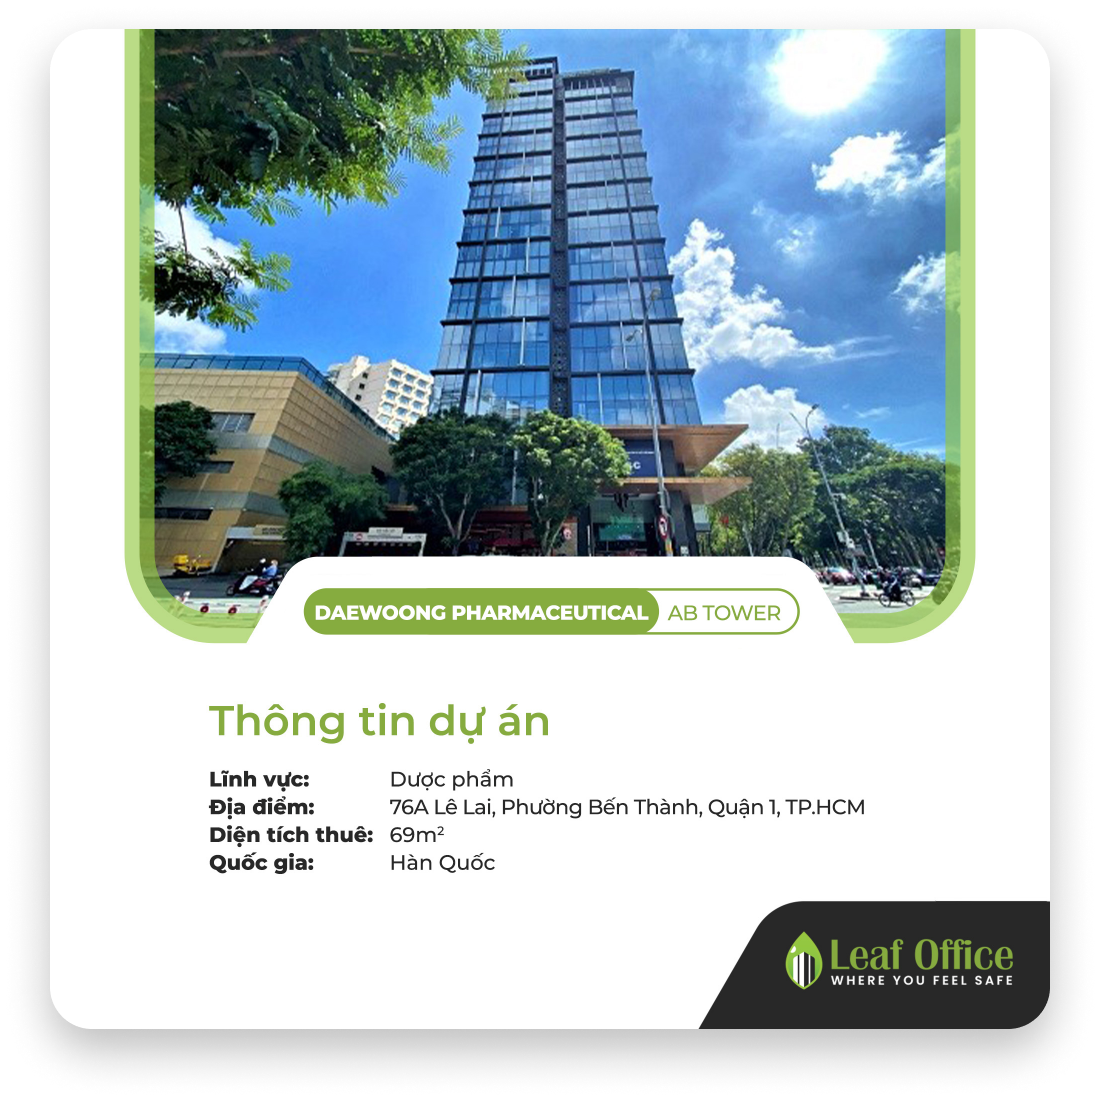 DAEWOONG PHARMACEUTICAL AB TOWER
Thông tin dự án
Lĩnh vực: Dược phẩm
Địa điểm: 76A Lê Lai, Phường Bến Thành, Quận 1, TP.HCM
Diện tích thuê: 69m²
Quốc gia: Hàn Quốc
Leaf Office
WHERE YOU FEEL SAFE